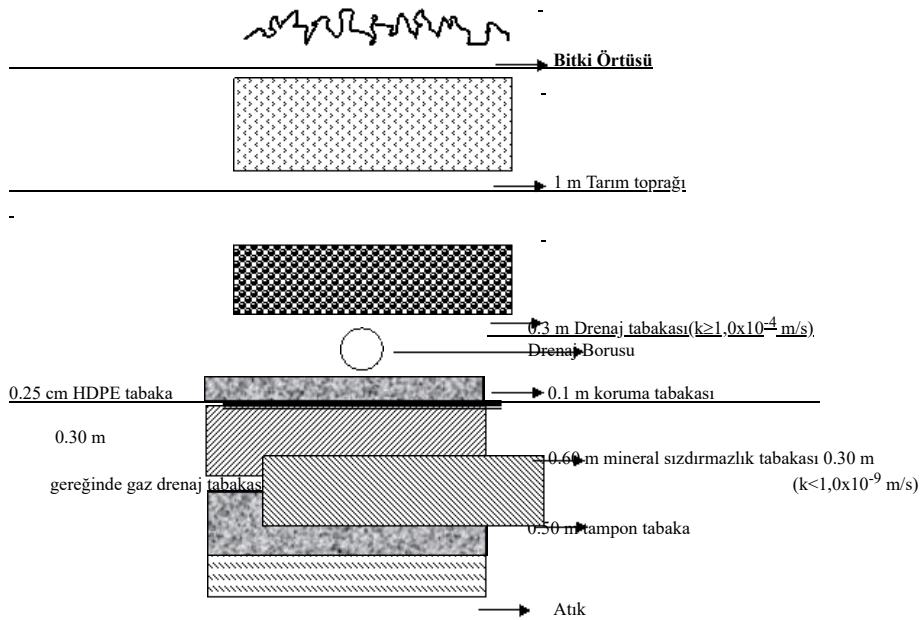 Bitki Örtüsü
1 m Tarım toprağı
0.3 m Drenaj tabakası(k≥1,0x10⁻⁴ m/s)
Drenaj Borusu
0.25 cm HDPE tabaka
0.1 m koruma tabakası
0.30 m
0.60 m mineral sızdırmazlık tabakası 0.30 m
gereğinde gaz drenaj tabakası
(k<1,0x10⁻⁹ m/s)
0.50 m tampon tabaka
Atık